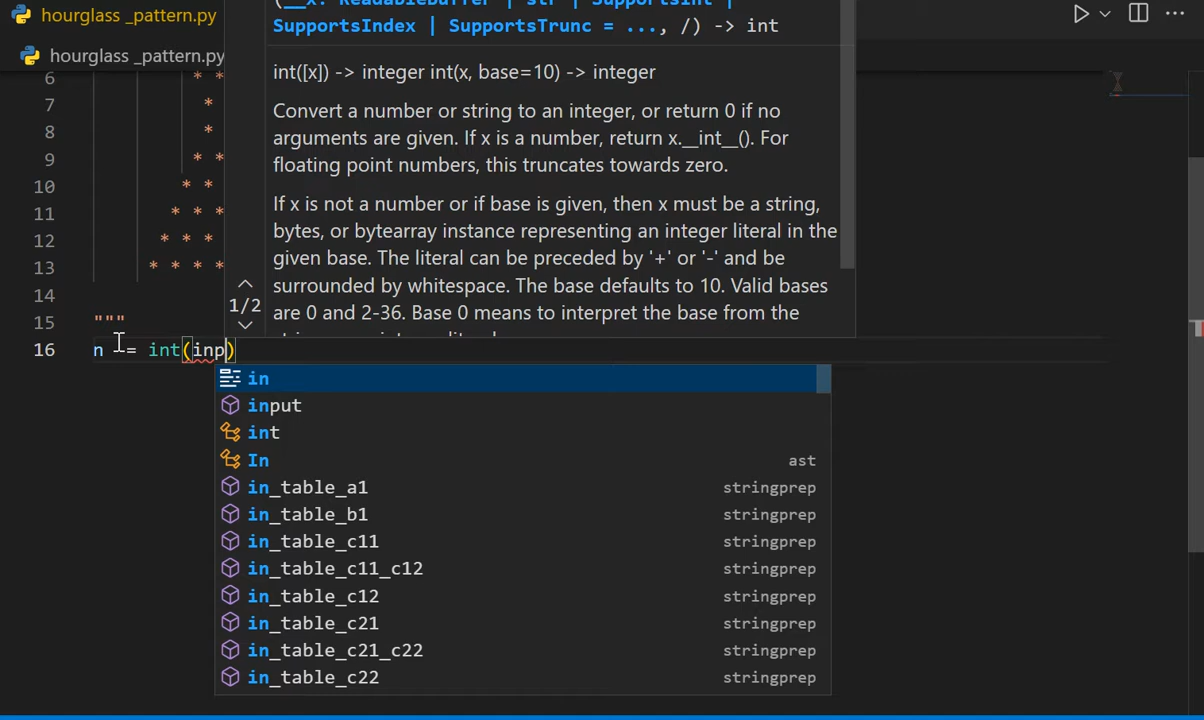 hourglass _pattern.py
hourglass _pattern.py
SupportsIndex | SupportsTrunc = ..., /) -> int
int([x]) -> integer int(x, base=10) -> integer
Convert a number or string to an integer, or return 0 if no
arguments are given. If x is a number, return x.__int__(). For
floating point numbers, this truncates towards zero.
If x is not a number or if base is given, then x must be a string,
bytes, or bytearray instance representing an integer literal in the
given base. The literal can be preceded by '+' or '-' and be
surrounded by whitespace. The base defaults to 10. Valid bases
are 0 and 2-36. Base 0 means to interpret the base from the
1/2
6 * *
7 *
8 *
9 * *
10 * *
11 * * *
12 * * *
13 * * * *
14
15 """
16 n = int(inp)
in
input
int
In ast
in_table_a1 stringprep
in_table_b1 stringprep
in_table_c11 stringprep
in_table_c11_c12 stringprep
in_table_c12 stringprep
in_table_c21 stringprep
in_table_c21_c22 stringprep
in_table_c22 stringprep